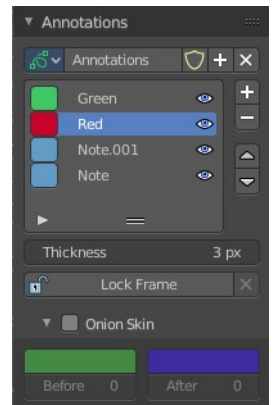 Annotations
Annotations
Green
Red
Note.001
Note
Thickness 3 px
Lock Frame
Onion Skin
Before 0 After 0